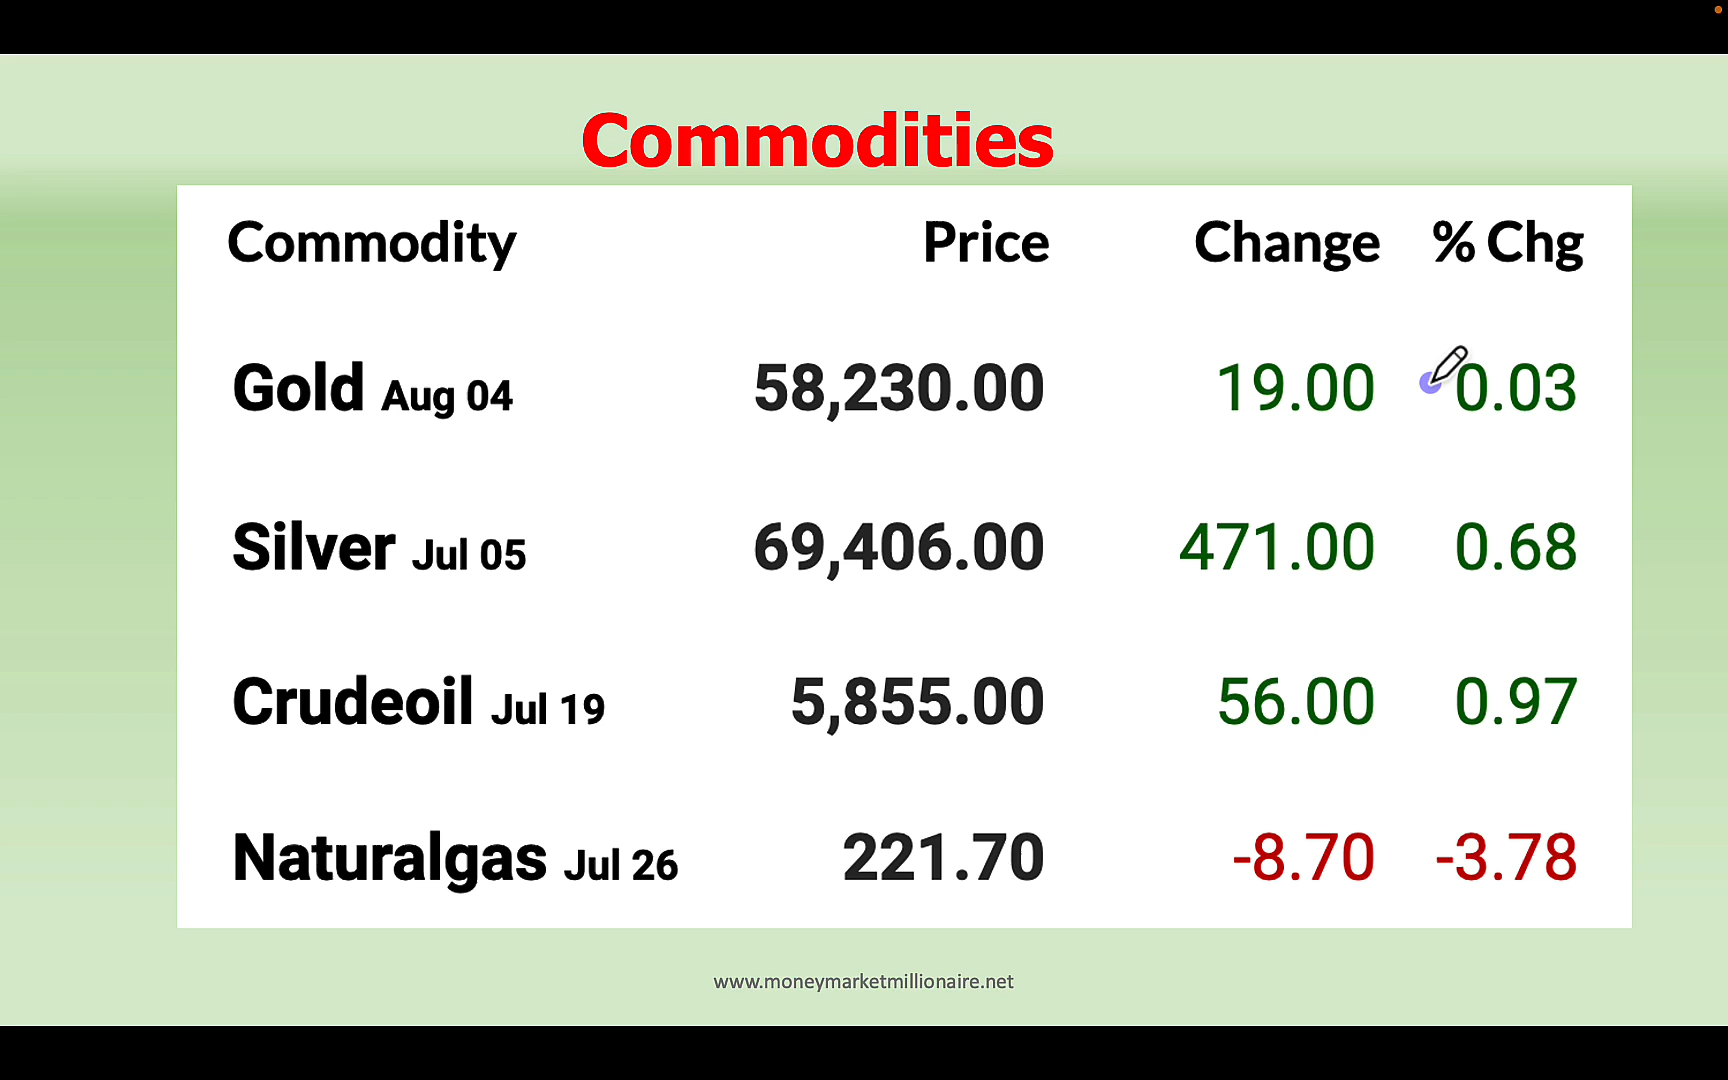 Commodities
Commodity Price Change % Chg
Gold Aug 04 58,230.00 19.00 0.03
Silver Jul 05 69,406.00 471.00 0.68
Crudeoil Jul 19 5,855.00 56.00 0.97
Naturalgas Jul 26 221.70 -8.70 -3.78
www.moneymarketmillionaire.net